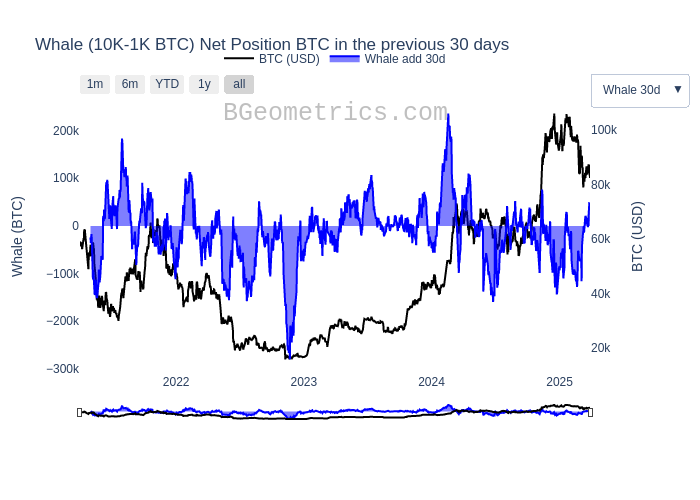 Whale (10K-1K BTC) Net Position BTC in the previous 30 days
BTC (USD) Whale add 30d
1m 6m YTD 1y all
Whale 30d ▼
BGeometrics.com
200k
100k
0
−100k
−200k
−300k
Whale (BTC)
100k
80k
60k
40k
20k
BTC (USD)
2022 2023 2024 2025